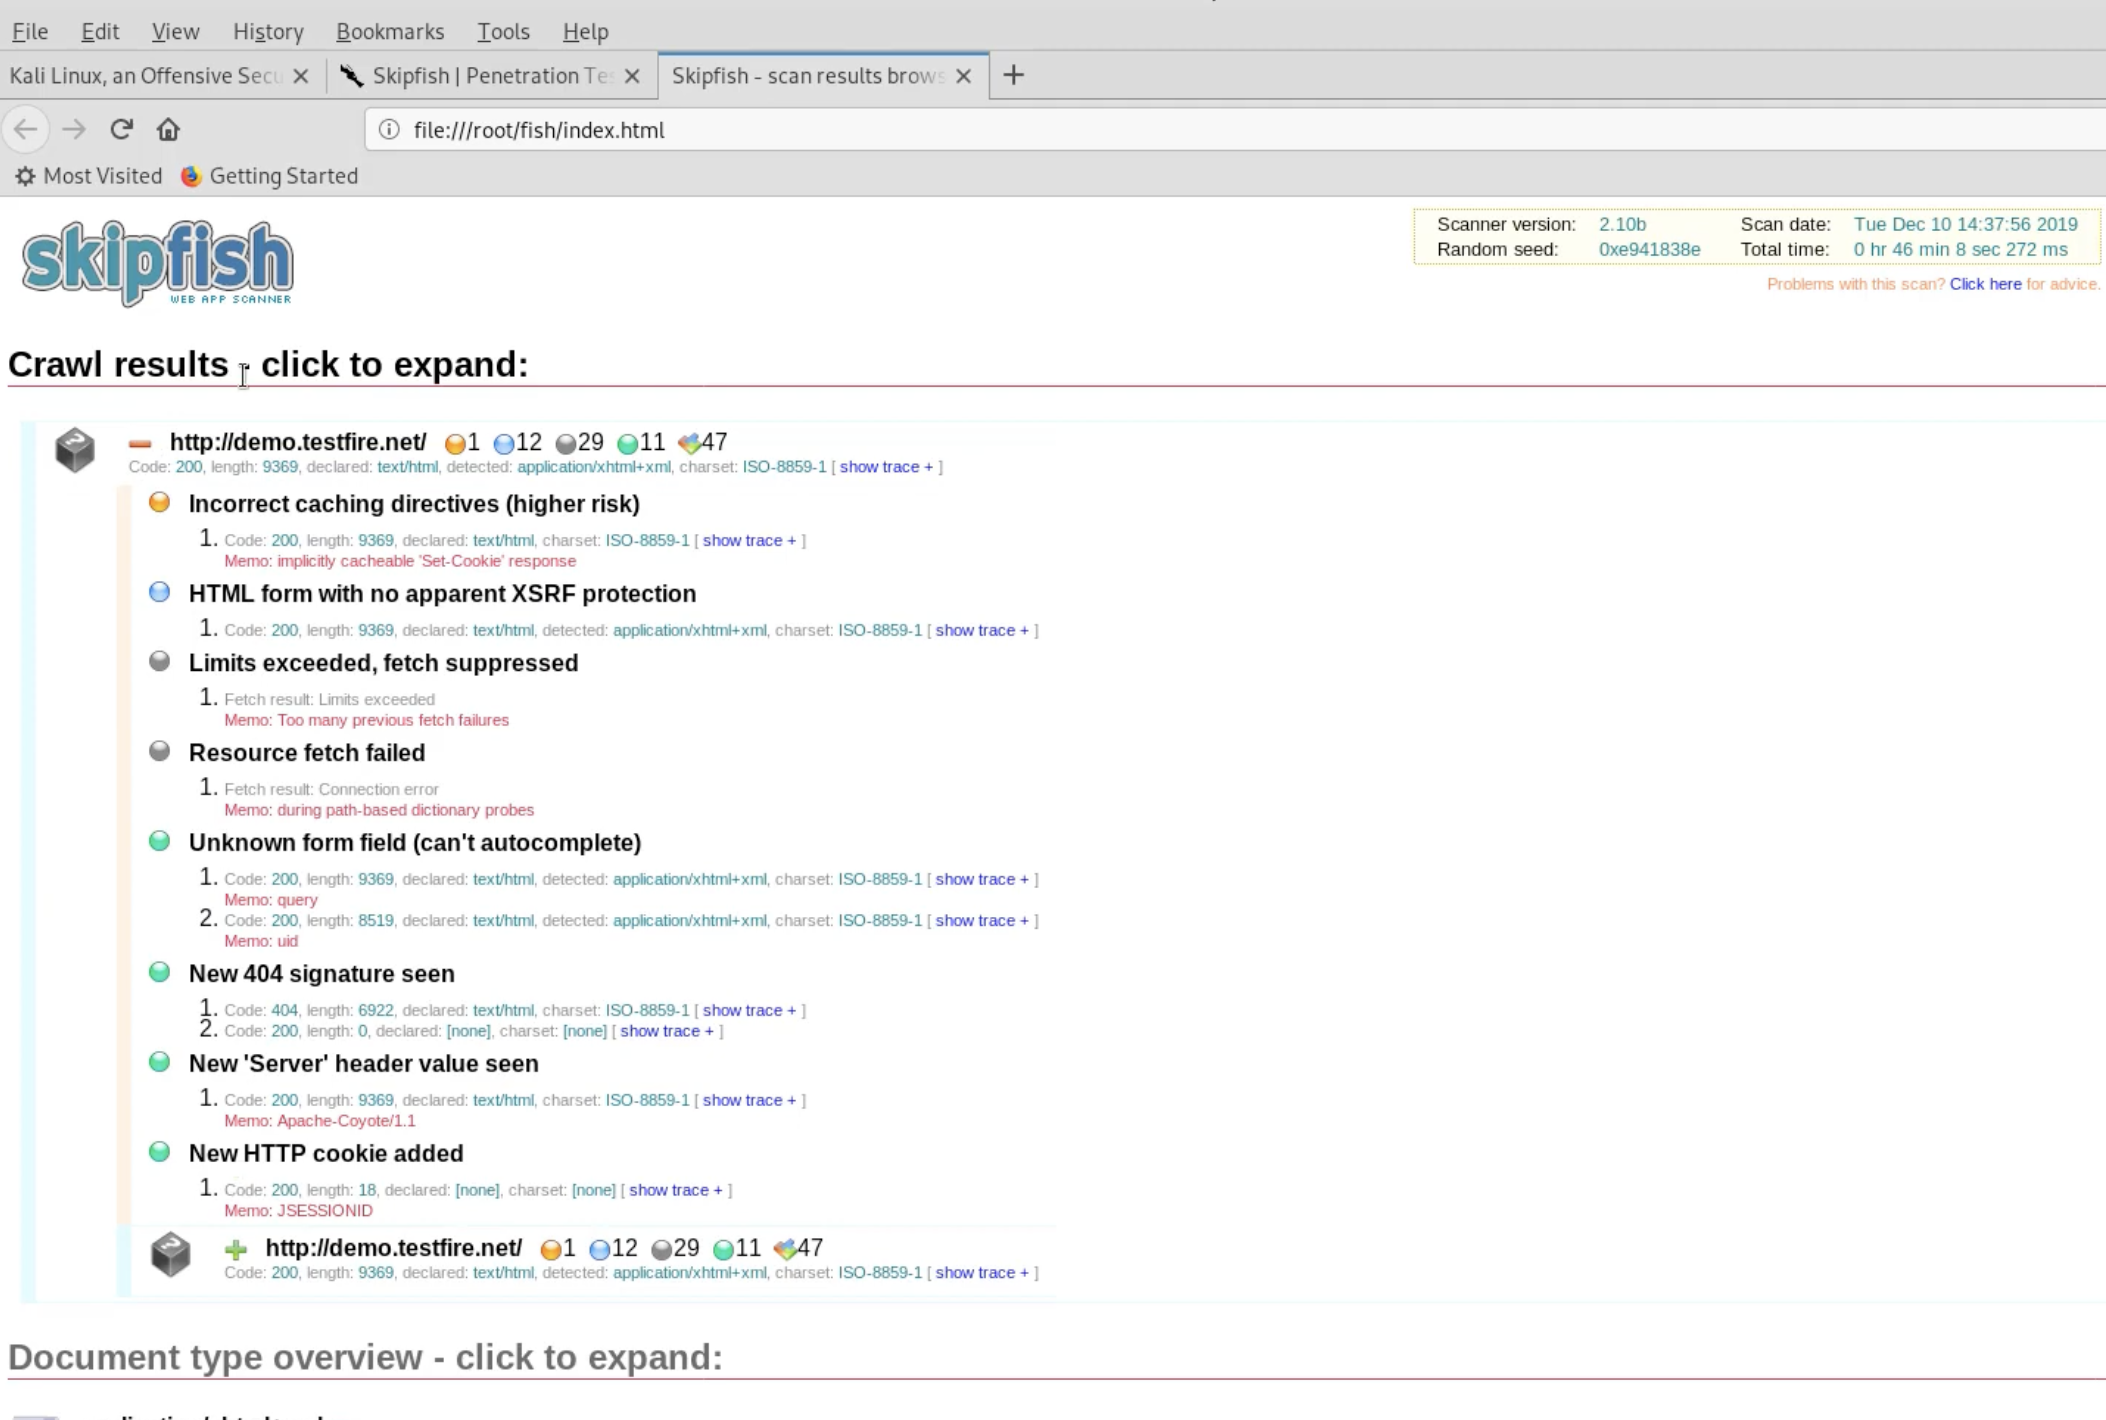 File Edit View History Bookmarks Tools Help
Kali Linux, an Offensive Secu
Skipfish | Penetration Tes
Skipfish - scan results brows
file:///root/fish/index.html
Most Visited Getting Started
skipfish
WEB APP SCANNER
Scanner version: 2.10b Scan date: Tue Dec 10 14:37:56 2019
Random seed: 0xe941838e Total time: 0 hr 46 min 8 sec 272 ms
Problems with this scan? Click here for advice.
Crawl results - click to expand:
http://demo.testfire.net/ 1 12 29 11 47
Code: 200, length: 9369, declared: text/html, detected: application/xhtml+xml, charset: ISO-8859-1 [ show trace + ]
Incorrect caching directives (higher risk)
1. Code: 200, length: 9369, declared: text/html, charset: ISO-8859-1 [ show trace + ]
Memo: implicitly cacheable 'Set-Cookie' response
HTML form with no apparent XSRF protection
1. Code: 200, length: 9369, declared: text/html, detected: application/xhtml+xml, charset: ISO-8859-1 [ show trace + ]
Limits exceeded, fetch suppressed
1. Fetch result: Limits exceeded
Memo: Too many previous fetch failures
Resource fetch failed
1. Fetch result: Connection error
Memo: during path-based dictionary probes
Unknown form field (can't autocomplete)
1. Code: 200, length: 9369, declared: text/html, detected: application/xhtml+xml, charset: ISO-8859-1 [ show trace + ]
Memo: query
2. Code: 200, length: 8519, declared: text/html, detected: application/xhtml+xml, charset: ISO-8859-1 [ show trace + ]
Memo: uid
New 404 signature seen
1. Code: 404, length: 6922, declared: text/html, charset: ISO-8859-1 [ show trace + ]
2. Code: 200, length: 0, declared: [none], charset: [none] [ show trace + ]
New 'Server' header value seen
1. Code: 200, length: 9369, declared: text/html, charset: ISO-8859-1 [ show trace + ]
Memo: Apache-Coyote/1.1
New HTTP cookie added
1. Code: 200, length: 18, declared: [none], charset: [none] [ show trace + ]
Memo: JSESSIONID
http://demo.testfire.net/ 1 12 29 11 47
Code: 200, length: 9369, declared: text/html, detected: application/xhtml+xml, charset: ISO-8859-1 [ show trace + ]
Document type overview - click to expand: